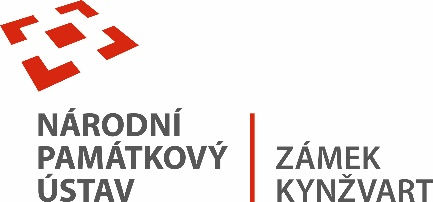 NÁRODNÍ
PAMÁTKOVÝ
ÚSTAV
ZÁMEK
KYNŽVART